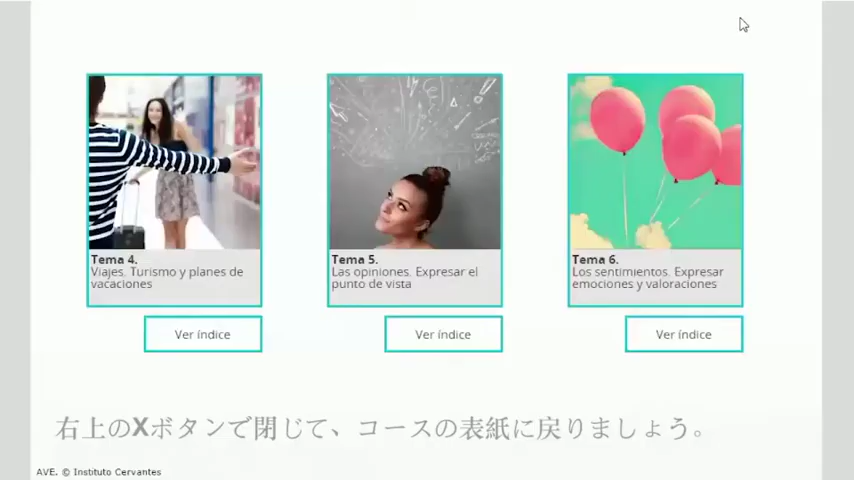 Tema 4.
Viajes. Turismo y planes de
vacaciones
Ver índice
Tema 5.
Las opiniones. Expresar el
punto de vista
Ver índice
Tema 6.
Los sentimientos. Expresar
emociones y valoraciones
Ver índice
右上のXボタンで閉じて、コースの表紙に戻りましょう。
AVE. © Instituto Cervantes